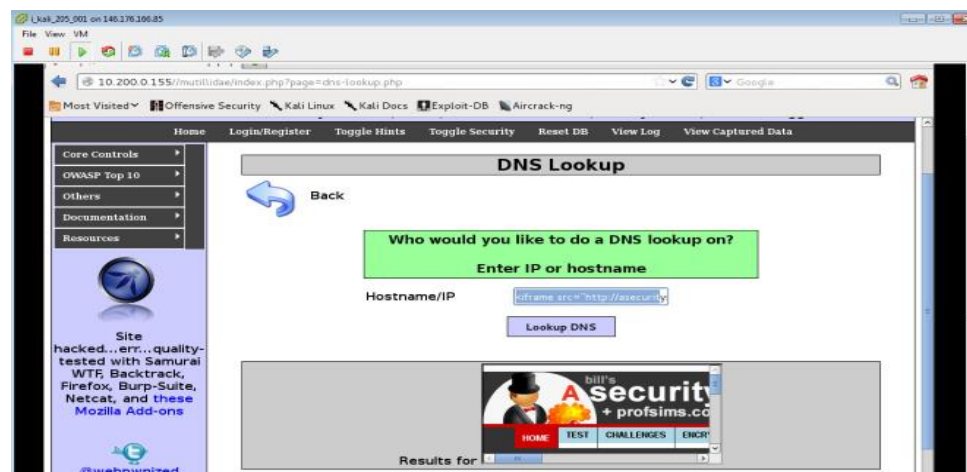 i_kali_205_001 on 146.176.166.85
File View VM
10.200.0.155//mutillidae/index.php?page=dns-lookup.php
Google
Most Visited
Offensive Security
Kali Linux
Kali Docs
Exploit-DB
Aircrack-ng
Home
Login/Register
Toggle Hints
Toggle Security
Reset DB
View Log
View Captured Data
Core Controls
OWASP Top 10
Others
Documentation
Resources
DNS Lookup
Back
Who would you like to do a DNS lookup on?
Enter IP or hostname
Hostname/IP
<iframe src="http://asecurity
Lookup DNS
Site
hacked...err...quality-
tested with Samurai
WTF, Backtrack,
Firefox, Burp-Suite,
Netcat, and these
Mozilla Add-ons
@webpwnized
bill's
A security
+ profsims.co
HOME
TEST
CHALLENGES
ENCR
Results for